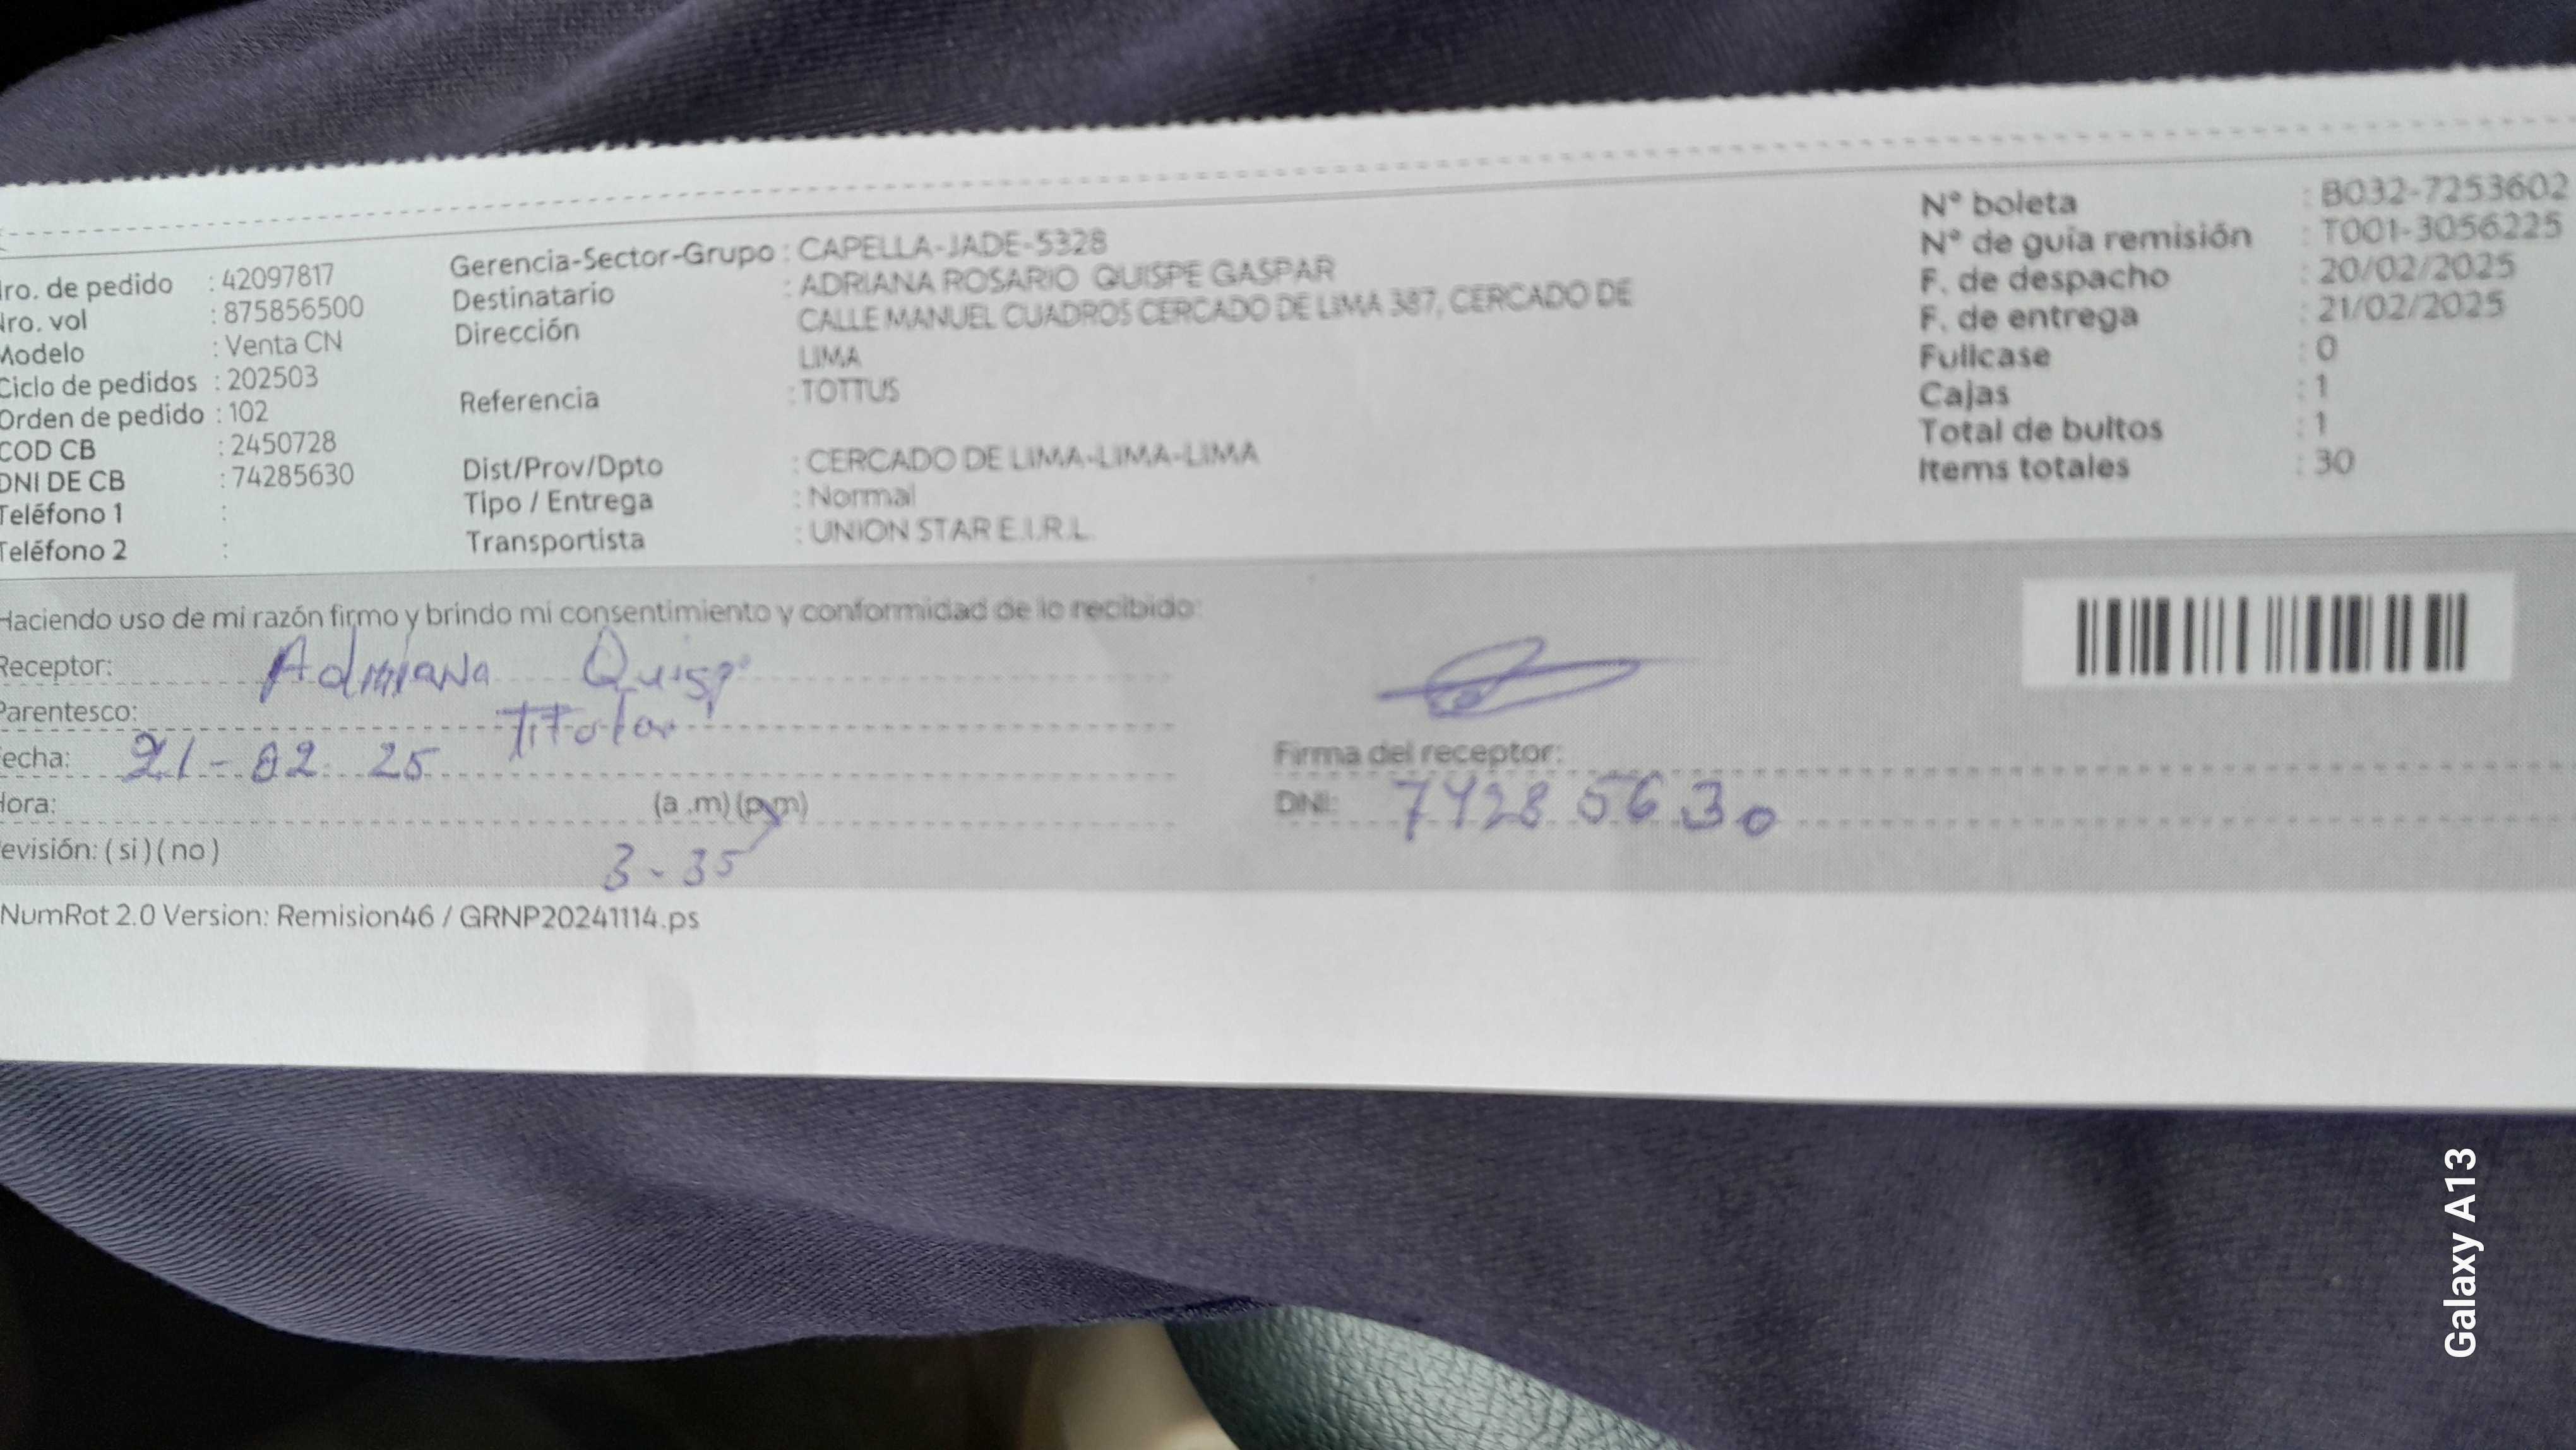 Nro. de pedido : 42097817
Nro. vol : 875856500
Modelo : Venta CN
Ciclo de pedidos : 202503
Orden de pedido : 102
COD CB : 2450728
DNI DE CB : 74285630
Teléfono 1 :
Teléfono 2 :
Gerencia-Sector-Grupo : CAPELLA-JADE-5328
Destinatario : ADRIANA ROSARIO QUISPE GASPAR
Dirección CALLE MANUEL CUADROS CERCADO DE LIMA 387, CERCADO DE
LIMA
Referencia : TOTTUS
Dist/Prov/Dpto : CERCADO DE LIMA-LIMA-LIMA
Tipo / Entrega : Normal
Transportista : UNION STAR E.I.R.L.
N° boleta : B032-7253602
N° de guía remisión : T001-3056225
F. de despacho : 20/02/2025
F. de entrega : 21/02/2025
Fullcase : 0
Cajas : 1
Total de bultos : 1
Items totales : 30
Haciendo uso de mi razón firmo y brindo mi consentimiento y conformidad de lo recibido:
Receptor: Adriana
Parentesco: Titular
Fecha: 21-02 25
Hora: (a .m) (p.m)
3-35
Revisión: ( si ) ( no )
Firma del receptor:
DNI: 74285630
NumRot 2.0 Version: Remision46 / GRNP20241114.ps
Galaxy A13